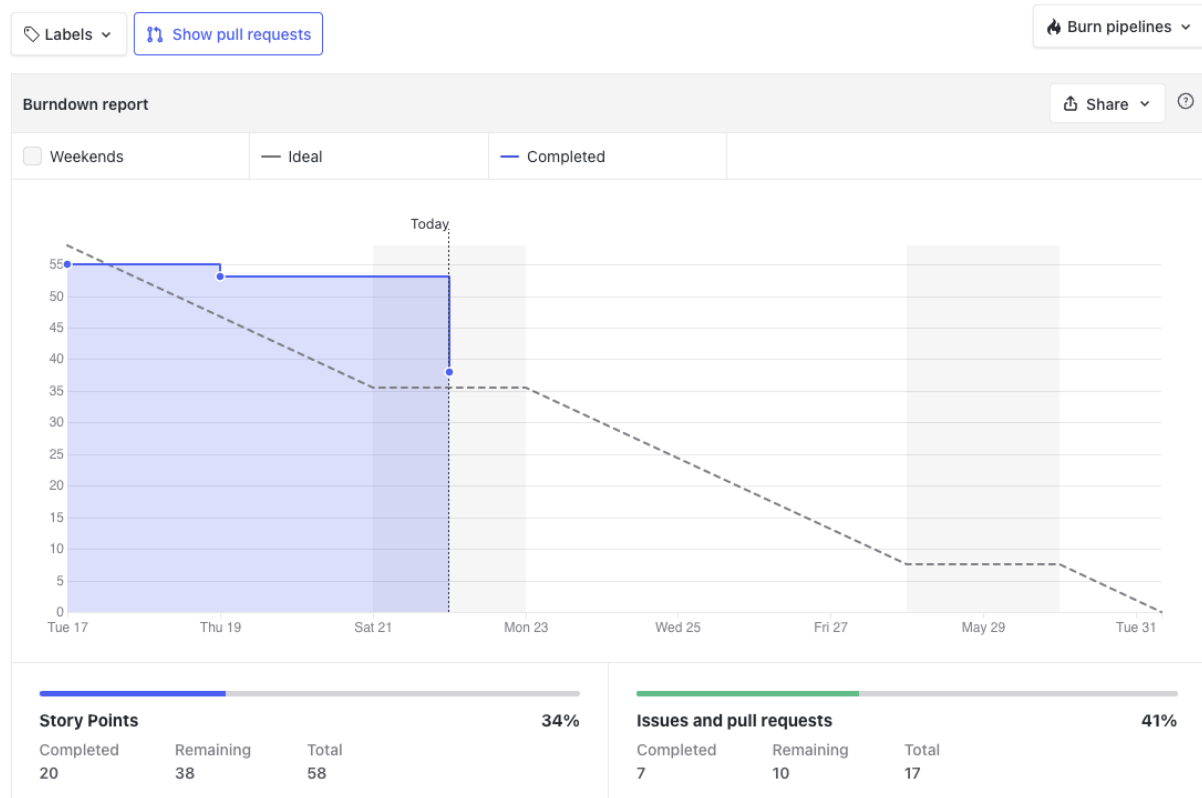 Labels
Show pull requests
Burn pipelines
Burndown report
Share
?
Weekends
Ideal
Completed
Today
55
50
45
40
35
30
25
20
15
10
5
0
Tue 17 Thu 19 Sat 21 Mon 23 Wed 25 Fri 27 May 29 Tue 31
Story Points 34%
Completed Remaining Total
20 38 58
Issues and pull requests 41%
Completed Remaining Total
7 10 17